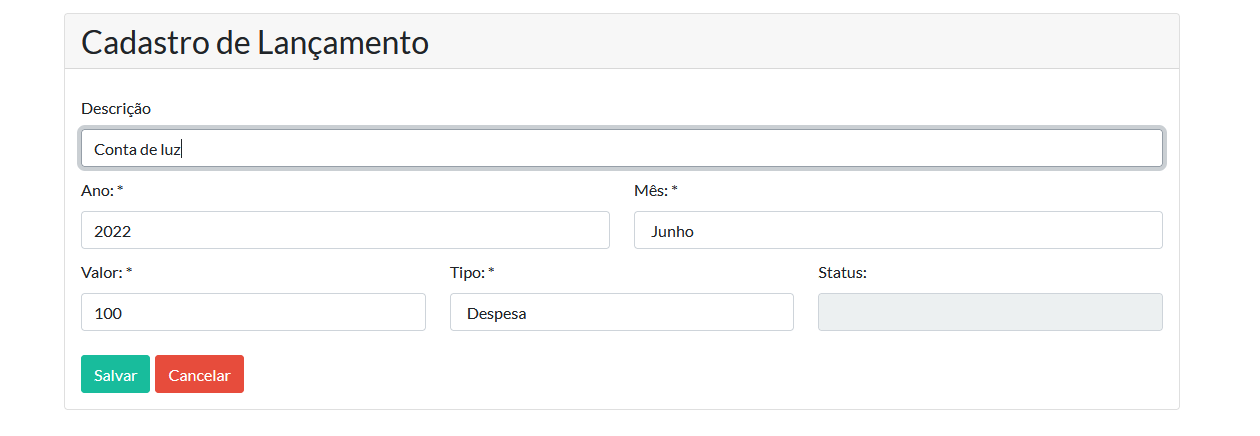 Cadastro de Lançamento
Descrição
Conta de luz
Ano: * Mês: *
2022 Junho
Valor: * Tipo: * Status:
100 Despesa
Salvar Cancelar